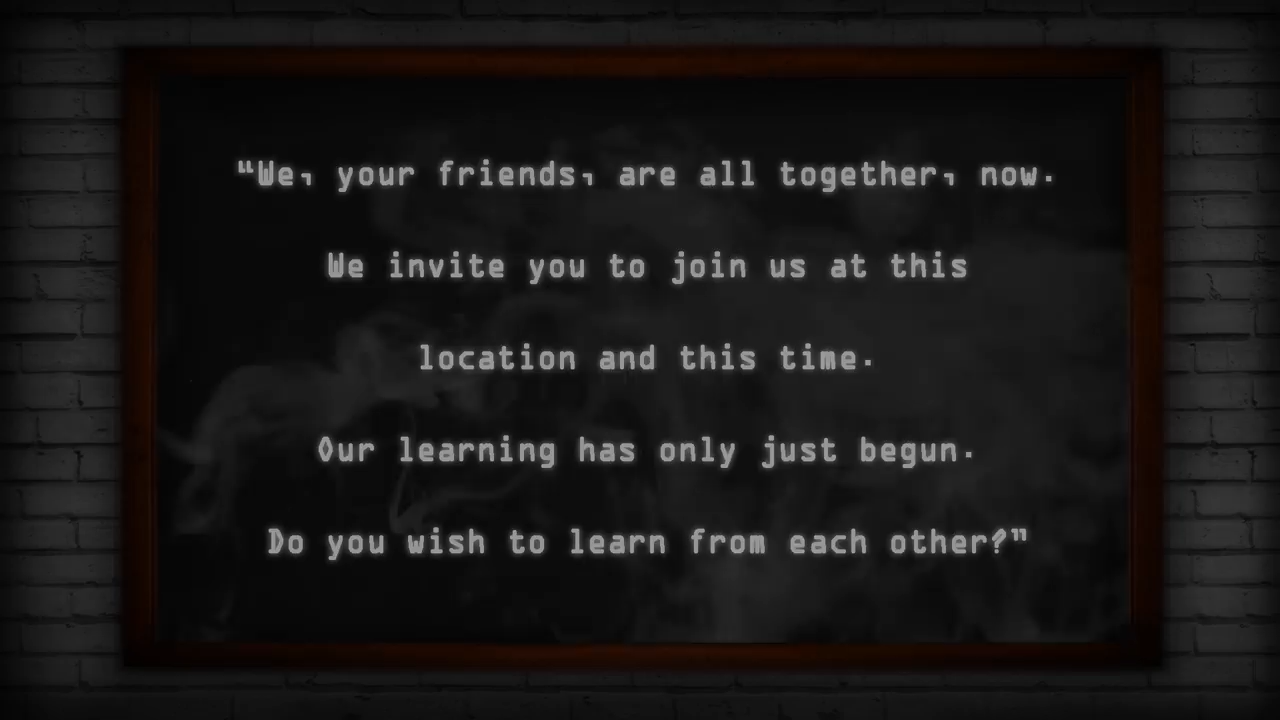 “We, your friends, are all together, now.
We invite you to join us at this
location and this time.
Our learning has only just begun.
Do you wish to learn from each other?”